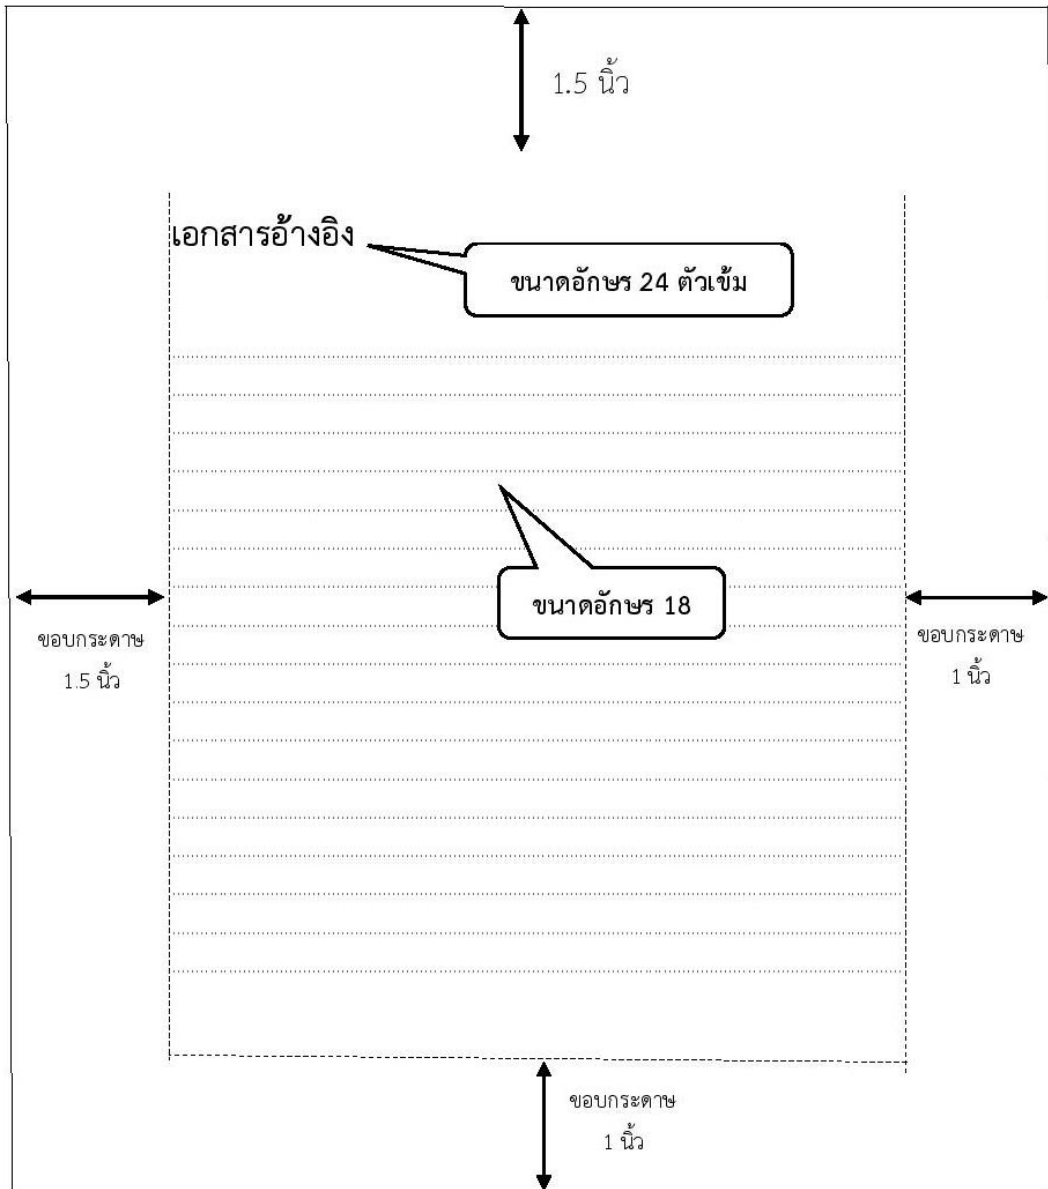 1.5 นิ้ว
เอกสารอ้างอิง
ขนาดอักษร 24 ตัวเข้ม
ขนาดอักษร 18
ขอบกระดาษ
1.5 นิ้ว
ขอบกระดาษ
1 นิ้ว
ขอบกระดาษ
1 นิ้ว